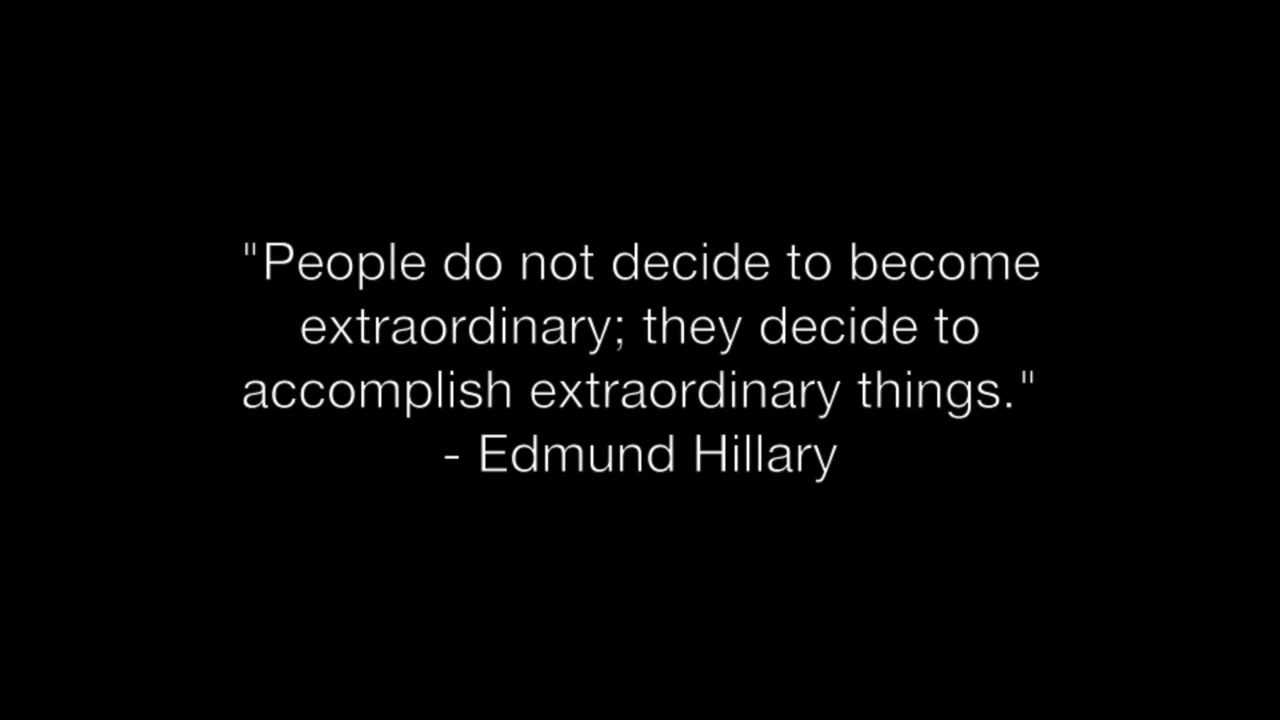 "People do not decide to become
extraordinary; they decide to
accomplish extraordinary things."
- Edmund Hillary